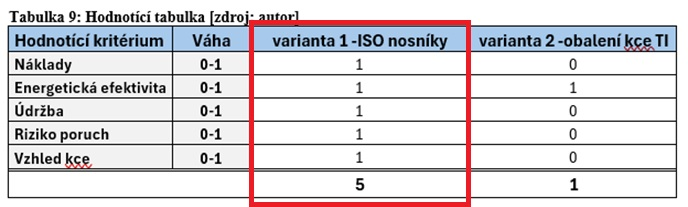 Tabulka 9: Hodnotící tabulka [zdroj: autor]
Hodnotící kritérium Váha varianta 1 -ISO nosníky varianta 2 -obalení kce TI
Náklady 0-1 1 0
Energetická efektivita 0-1 1 1
Údržba 0-1 1 0
Riziko poruch 0-1 1 0
Vzhled kce 0-1 1 0
5 1